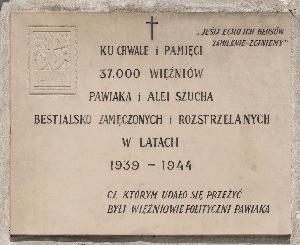 „JEŚLI ECHO ICH GŁOSÓW
ZAMILKNIE-ZGINIEMY"
KU CHWALE i PAMIĘCI
37.000 WIĘŹNIÓW
PAWIAKA i ALEI SZUCHA
BESTIALSKO ZAMĘCZONYCH i ROZSTRZELANYCH
W LATACH
1939 - 1944
CI, KTÓRYM UDAŁO SIĘ PRZEŻYĆ
BYLI WIĘŹNIOWIE POLITYCZNI PAWIAKA